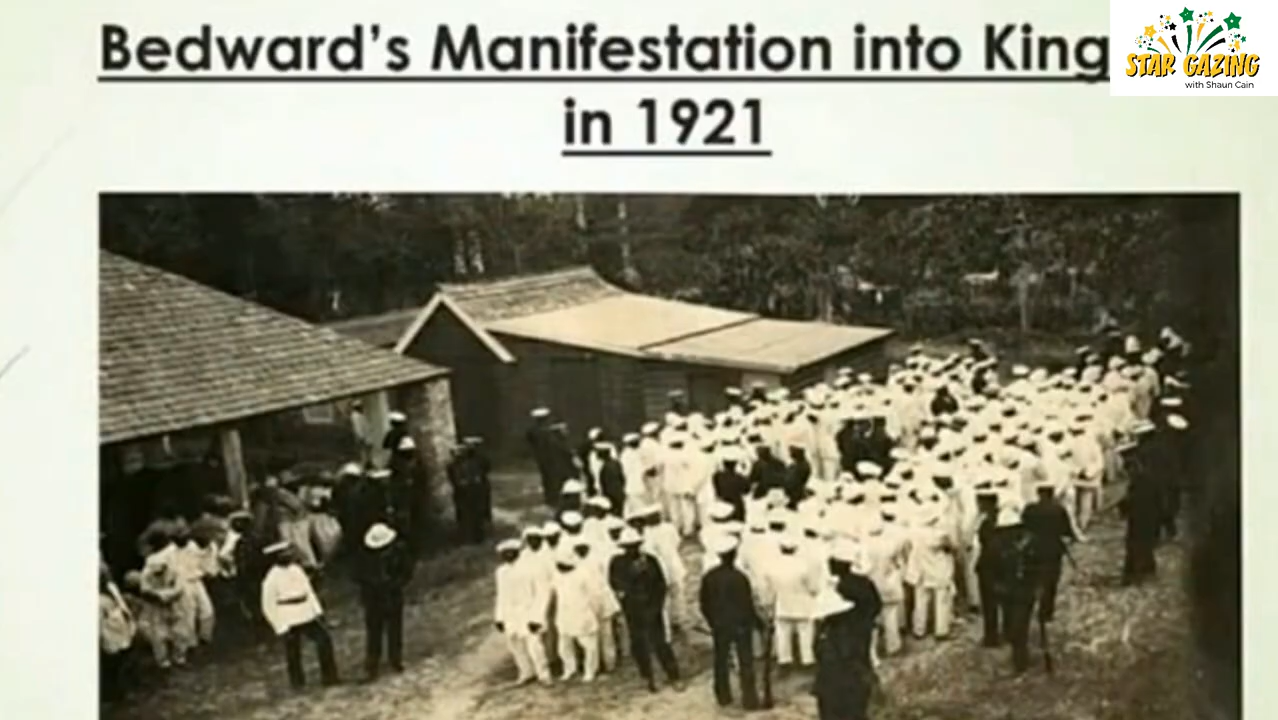 Bedward’s Manifestation into King
in 1921
STAR GAZING
with Shaun Cain